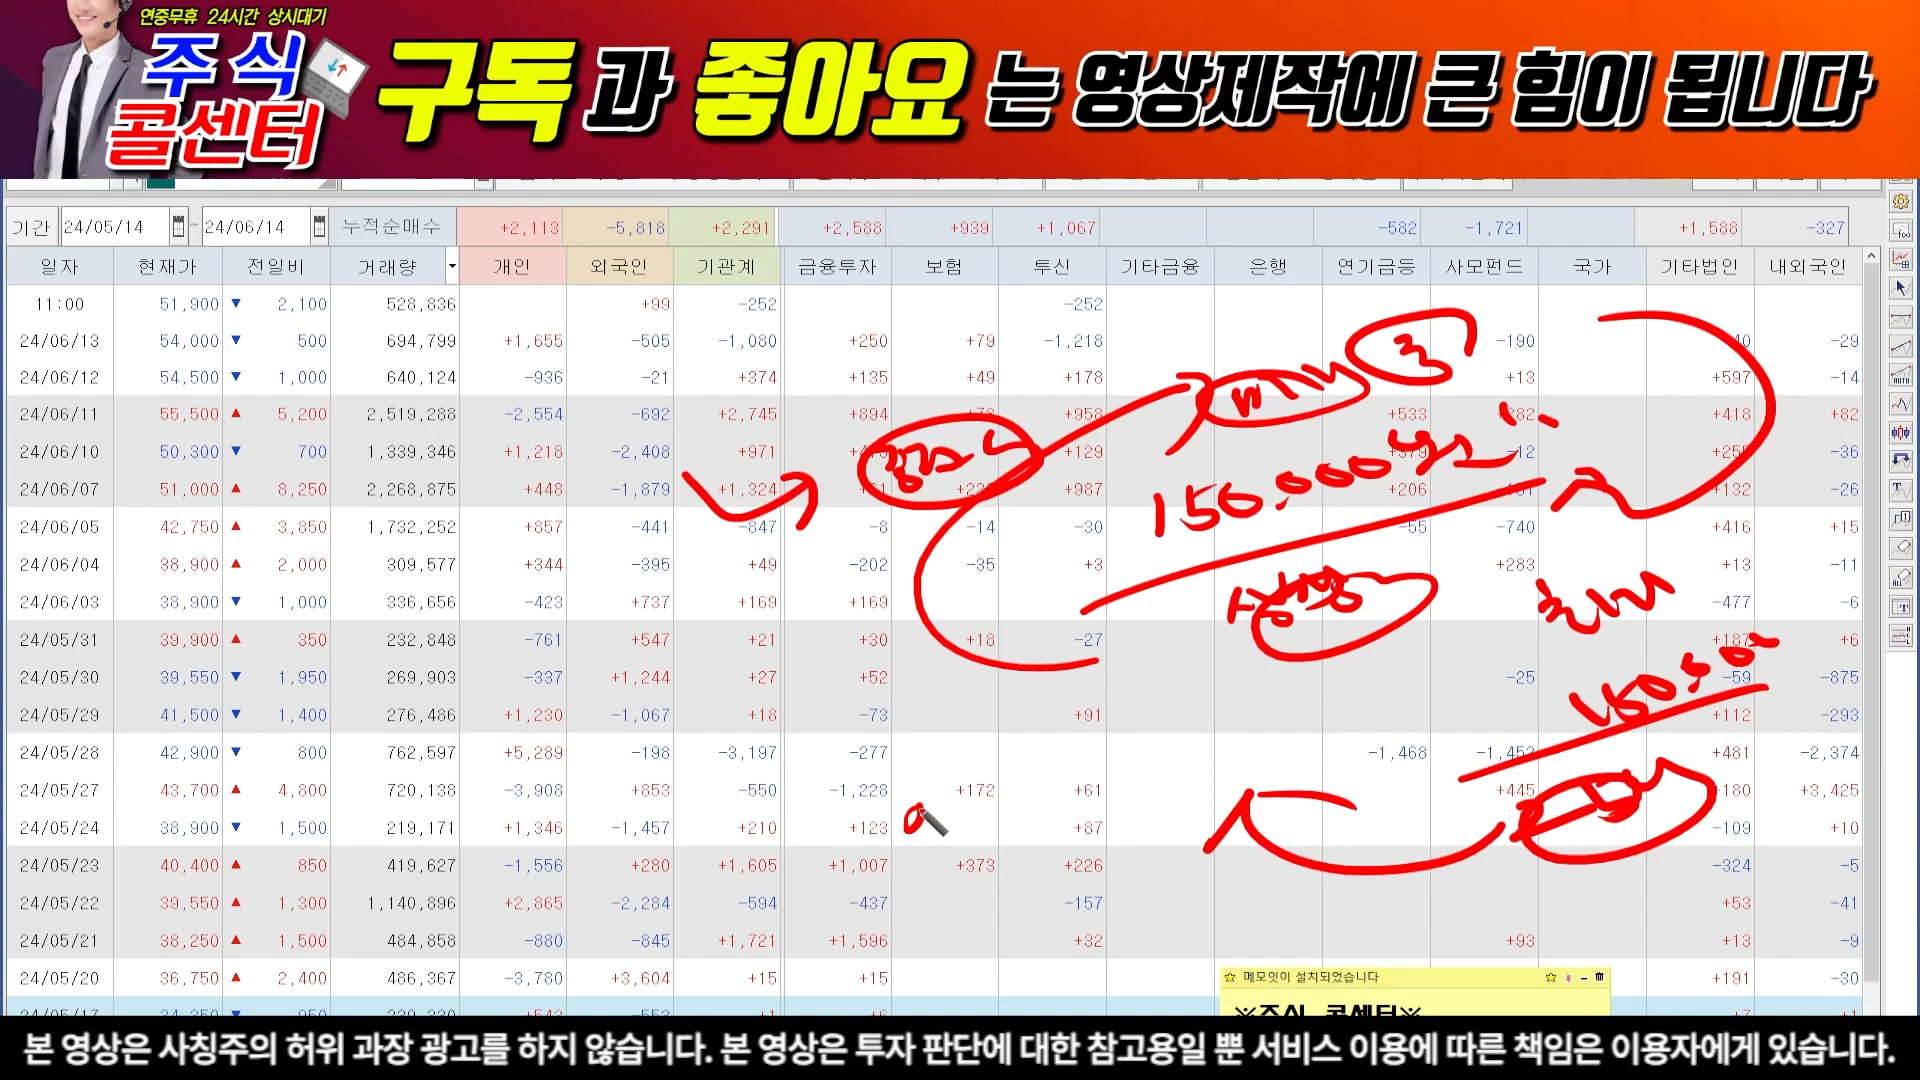 연중무휴 24시간 상시대기
주식
콜센터
구독과 좋아요는 영상제작에 큰 힘이 됩니다
기간 24/05/14 ~ 24/06/14 누적순매수 +2,113 -5,818 +2,291 +2,588 +939 +1,067 -582 -1,721 +1,588 -327
일자 현재가 전일비 거래량 개인 외국인 기관계 금융투자 보험 투신 기타금융 은행 연기금등 사모펀드 국가 기타법인 내외국인
11:00 51,900 ▼ 2,100 528,836 +99 -252 -252
24/06/13 54,000 ▼ 500 694,799 +1,655 -505 -1,080 +250 +79 -1,218 -190 -29
24/06/12 54,500 ▼ 1,000 640,124 -936 -21 +374 +135 +49 +178 +13 +597 -14
24/06/11 55,500 ▲ 5,200 2,519,288 -2,554 -692 +2,745 +894 +958 +533 +418 +82
24/06/10 50,300 ▼ 700 1,339,346 +1,218 -2,408 +971 +129 -36
24/06/07 51,000 ▲ 8,250 2,268,875 +448 -1,879 +1,324 +987 +206 +132 -26
24/06/05 42,750 ▲ 3,850 1,732,252 +857 -441 -847 -8 -14 -30 -55 -740 +416 +15
24/06/04 38,900 ▲ 2,000 309,577 +344 -395 +49 -202 -35 +3 +283 +13 -11
24/06/03 38,900 ▼ 1,000 336,656 -423 +737 +169 +169 -477 -6
24/05/31 39,900 ▲ 350 232,848 -761 +547 +21 +30 +18 -27 +187 +6
24/05/30 39,550 ▼ 1,950 269,903 -337 +1,244 +27 +52 -25 -59 -875
24/05/29 41,500 ▼ 1,400 276,486 +1,230 -1,067 +18 -73 +91 +112 -293
24/05/28 42,900 ▼ 800 762,597 +5,289 -198 -3,197 -277 -1,468 -1,453 +481 -2,374
24/05/27 43,700 ▲ 4,800 720,138 -3,908 +853 -550 -1,228 +172 +61 +445 +180 +3,425
24/05/24 38,900 ▼ 1,500 219,171 +1,346 -1,457 +210 +123 +87 -109 +10
24/05/23 40,400 ▲ 850 419,627 -1,556 +280 +1,605 +1,007 +373 +226 -324 -5
24/05/22 39,550 ▲ 1,300 1,140,896 +2,865 -2,284 -594 -437 -157 +53 -41
24/05/21 38,250 ▲ 1,500 484,858 -880 -845 +1,721 +1,596 +32 +93 +13 -9
24/05/20 36,750 ▲ 2,400 486,367 -3,780 +3,604 +15 +15 +191 -30
메모잇이 설치되었습니다
※주식 콜센터※
why
150.000
본 영상은 사칭주의 허위 과장 광고를 하지 않습니다. 본 영상은 투자 판단에 대한 참고용일 뿐 서비스 이용에 따른 책임은 이용자에게 있습니다.